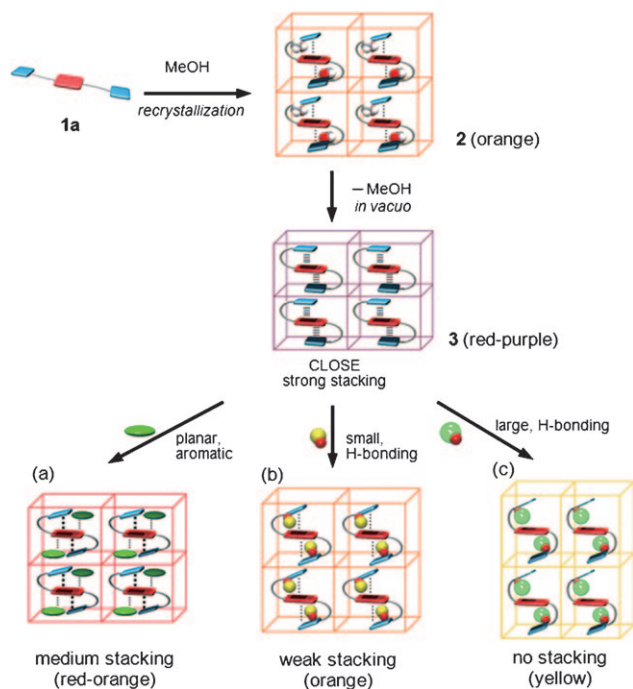 MeOH
recrystallization
1a
2 (orange)
– MeOH
in vacuo
3 (red-purple)
CLOSE
strong stacking
planar,
aromatic
small,
H-bonding
large, H-bonding
(a)
(b)
(c)
medium stacking
(red-orange)
weak stacking
(orange)
no stacking
(yellow)